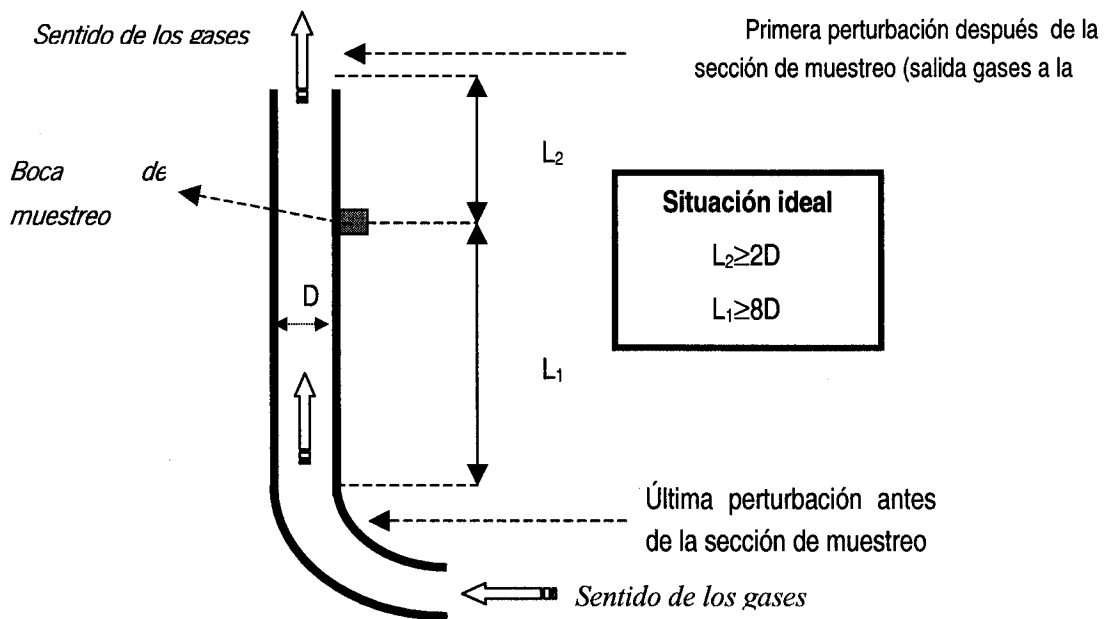 Sentido de los gases
Primera perturbación después de la
sección de muestreo (salida gases a la
L₂
Boca de
muestreo
Situación ideal
L₂≥2D
L₁≥8D
D
L₁
Última perturbación antes
de la sección de muestreo
Sentido de los gases